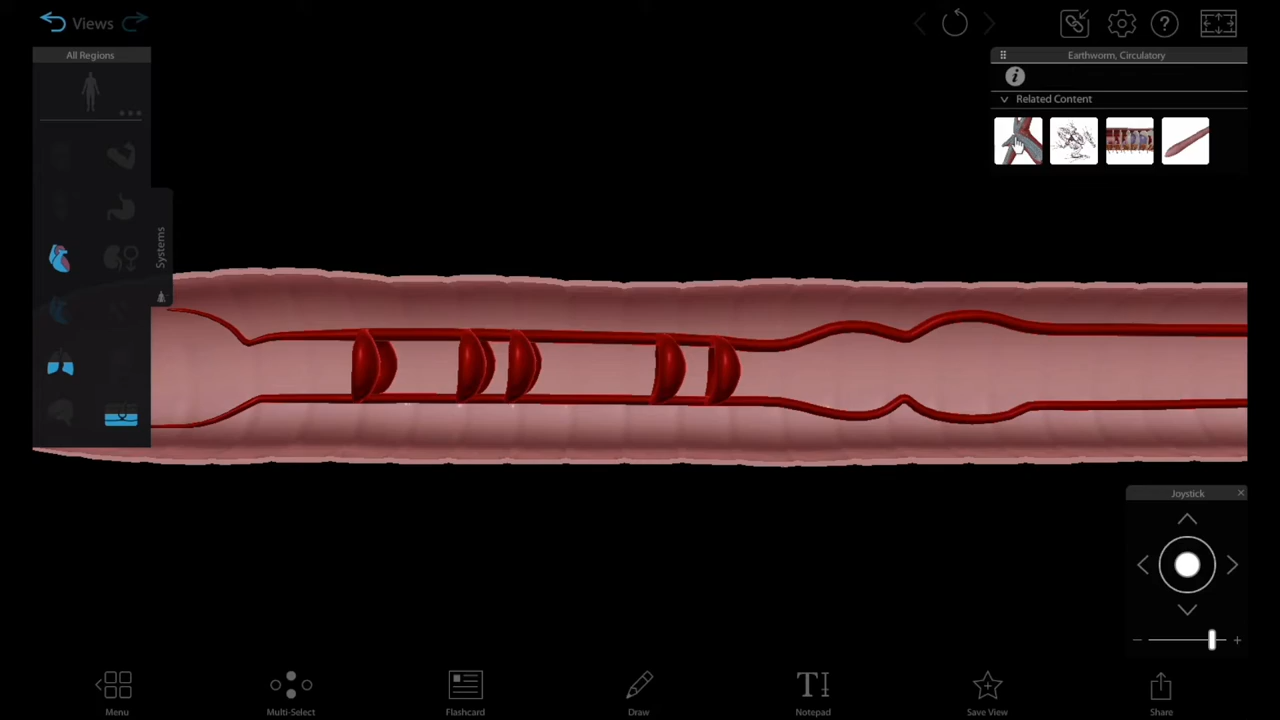 Views
All Regions
Systems
Earthworm, Circulatory
Related Content
Joystick
Menu
Multi-Select
Flashcard
Draw
Notepad
Save View
Share